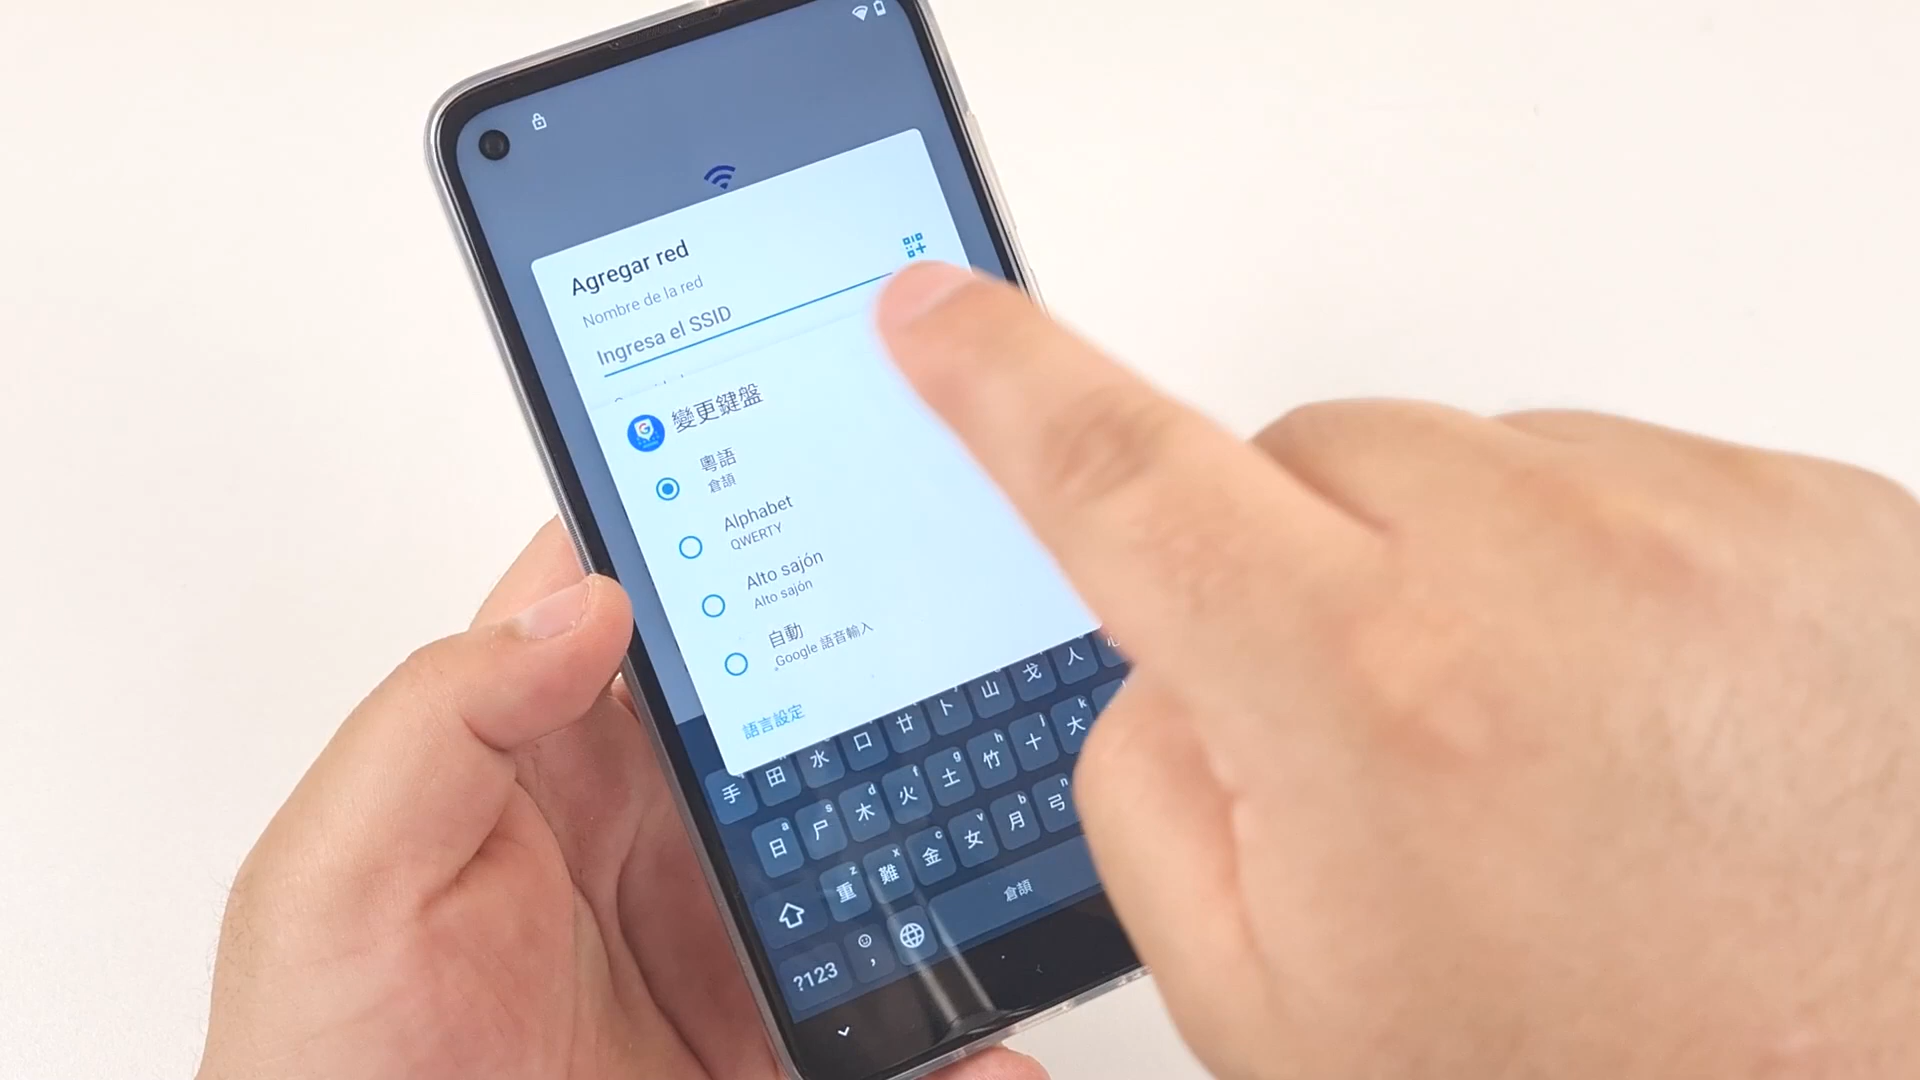 Agregar red
Nombre de la red
Ingresa el SSID
變更鍵盤
粵語
倉頡
Alphabet
QWERTY
Alto sajón
Alto sajón
自動
Google 語音輸入
語言設定
手 田 水 口 廿 卜 山 戈 人 心
a s d f g h j k
日 尸 木 火 土 竹 十 大
z x c v b n
重 難 金 女 月 弓
?123 , 倉頡